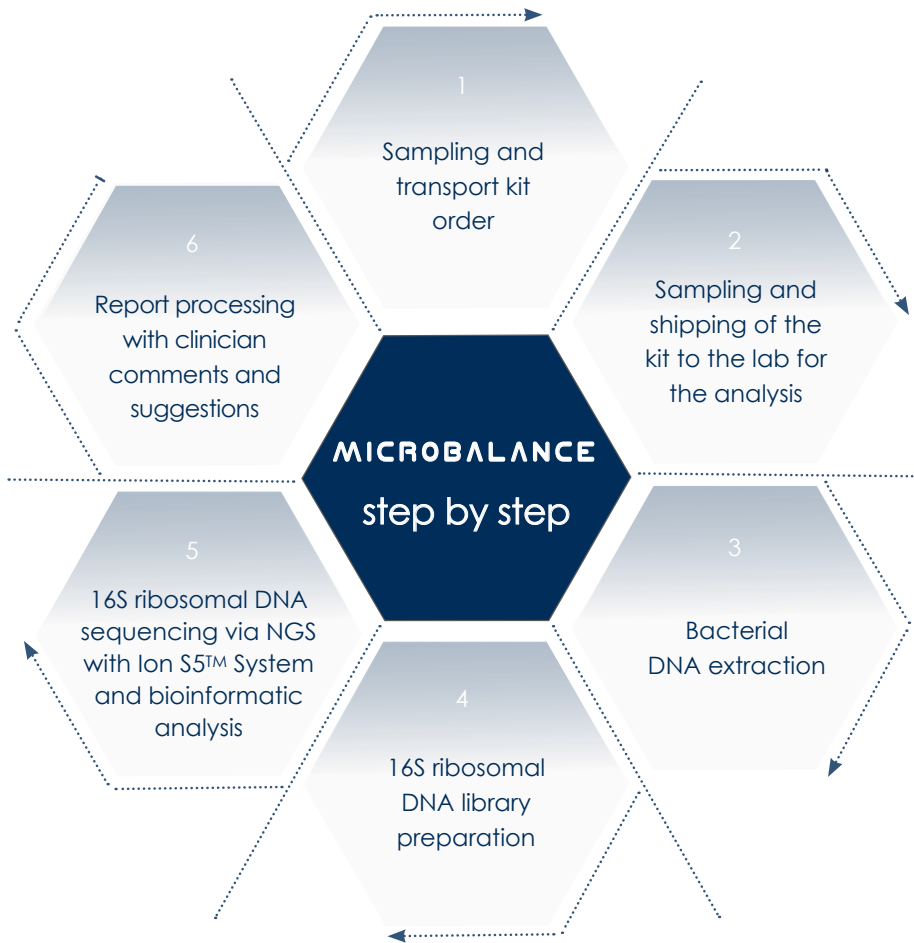 1
Sampling and
transport kit
order
2
Sampling and
shipping of the
kit to the lab for
the analysis
3
Bacterial
DNA extraction
4
16S ribosomal
DNA library
preparation
5
16S ribosomal DNA
sequencing via NGS
with Ion S5™ System
and bioinformatic
analysis
6
Report processing
with clinician
comments and
suggestions
MICROBALANCE
step by step